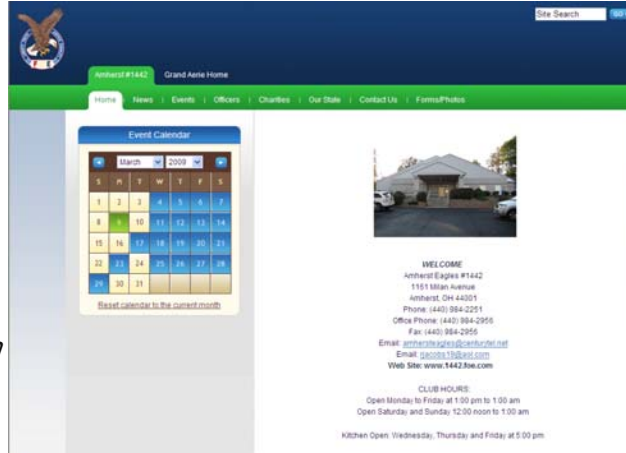 Site Search
GO
F O E
Amherst #1442 Grand Aerie Home
Home News | Events | Officers | Charities | Our State | Contact Us | Forms/Photos
Event Calendar
March 2009
S M T W T F S
1 2 3 4 5 6 7
8 9 10 11 12 13 14
15 16 17 18 19 20 21
22 23 24 25 26 27 28
29 30 31
Reset calendar to the current month
WELCOME
Amherst Eagles #1442
1161 Milan Avenue
Amherst, OH 44001
Phone: (440) 984-2251
Office Phone: (440) 984-2956
Fax: (440) 984-2956
Email: amhersteagles@centurytel.net
Email: rjacobs19@aol.com
Web Site: www.1442.foe.com
CLUB HOURS:
Open Monday to Friday at 1:00 pm to 1:00 am
Open Saturday and Sunday 12:00 noon to 1:00 am
Kitchen Open: Wednesday, Thursday and Friday at 5:00 pm